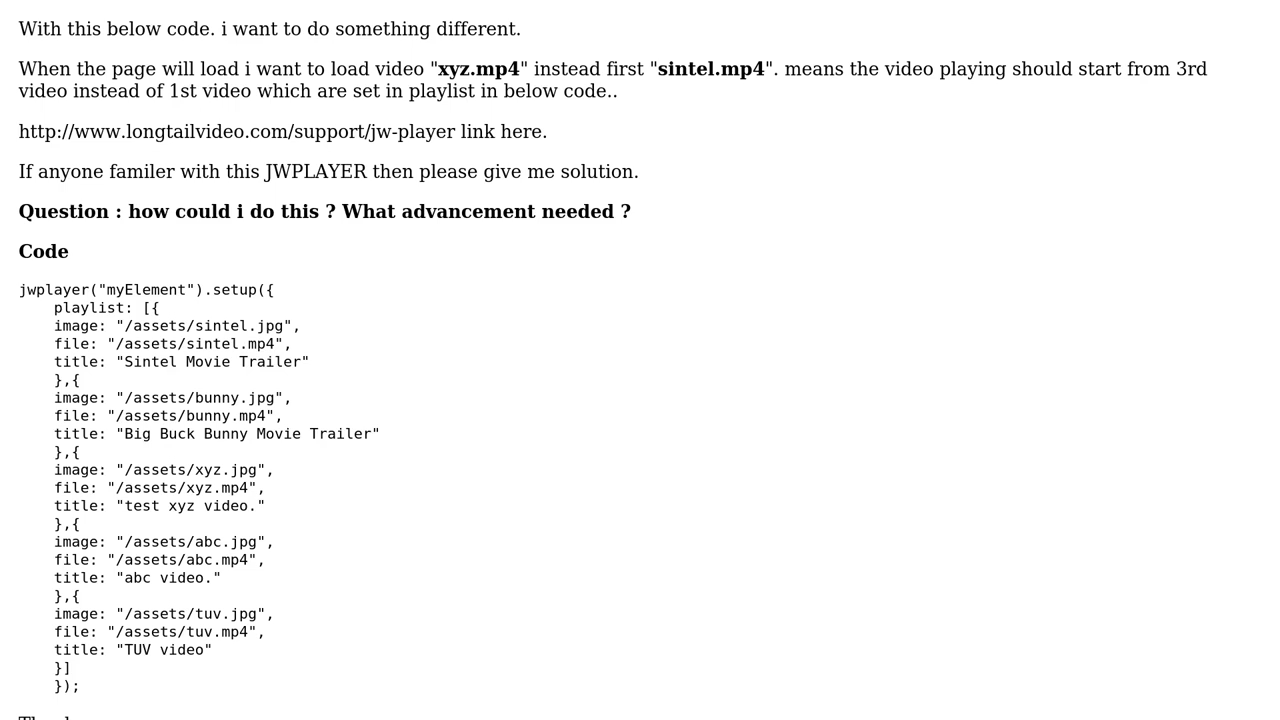 With this below code. i want to do something different.
When the page will load i want to load video "xyz.mp4" instead first "sintel.mp4". means the video playing should start from 3rd
video instead of 1st video which are set in playlist in below code..
http://www.longtailvideo.com/support/jw-player link here.
If anyone familer with this JWPLAYER then please give me solution.
Question : how could i do this ? What advancement needed ?
Code
jwplayer("myElement").setup({
    playlist: [{
    image: "/assets/sintel.jpg",
    file: "/assets/sintel.mp4",
    title: "Sintel Movie Trailer"
    },{
    image: "/assets/bunny.jpg",
    file: "/assets/bunny.mp4",
    title: "Big Buck Bunny Movie Trailer"
    },{
    image: "/assets/xyz.jpg",
    file: "/assets/xyz.mp4",
    title: "test xyz video."
    },{
    image: "/assets/abc.jpg",
    file: "/assets/abc.mp4",
    title: "abc video."
    },{
    image: "/assets/tuv.jpg",
    file: "/assets/tuv.mp4",
    title: "TUV video"
    }]
    });